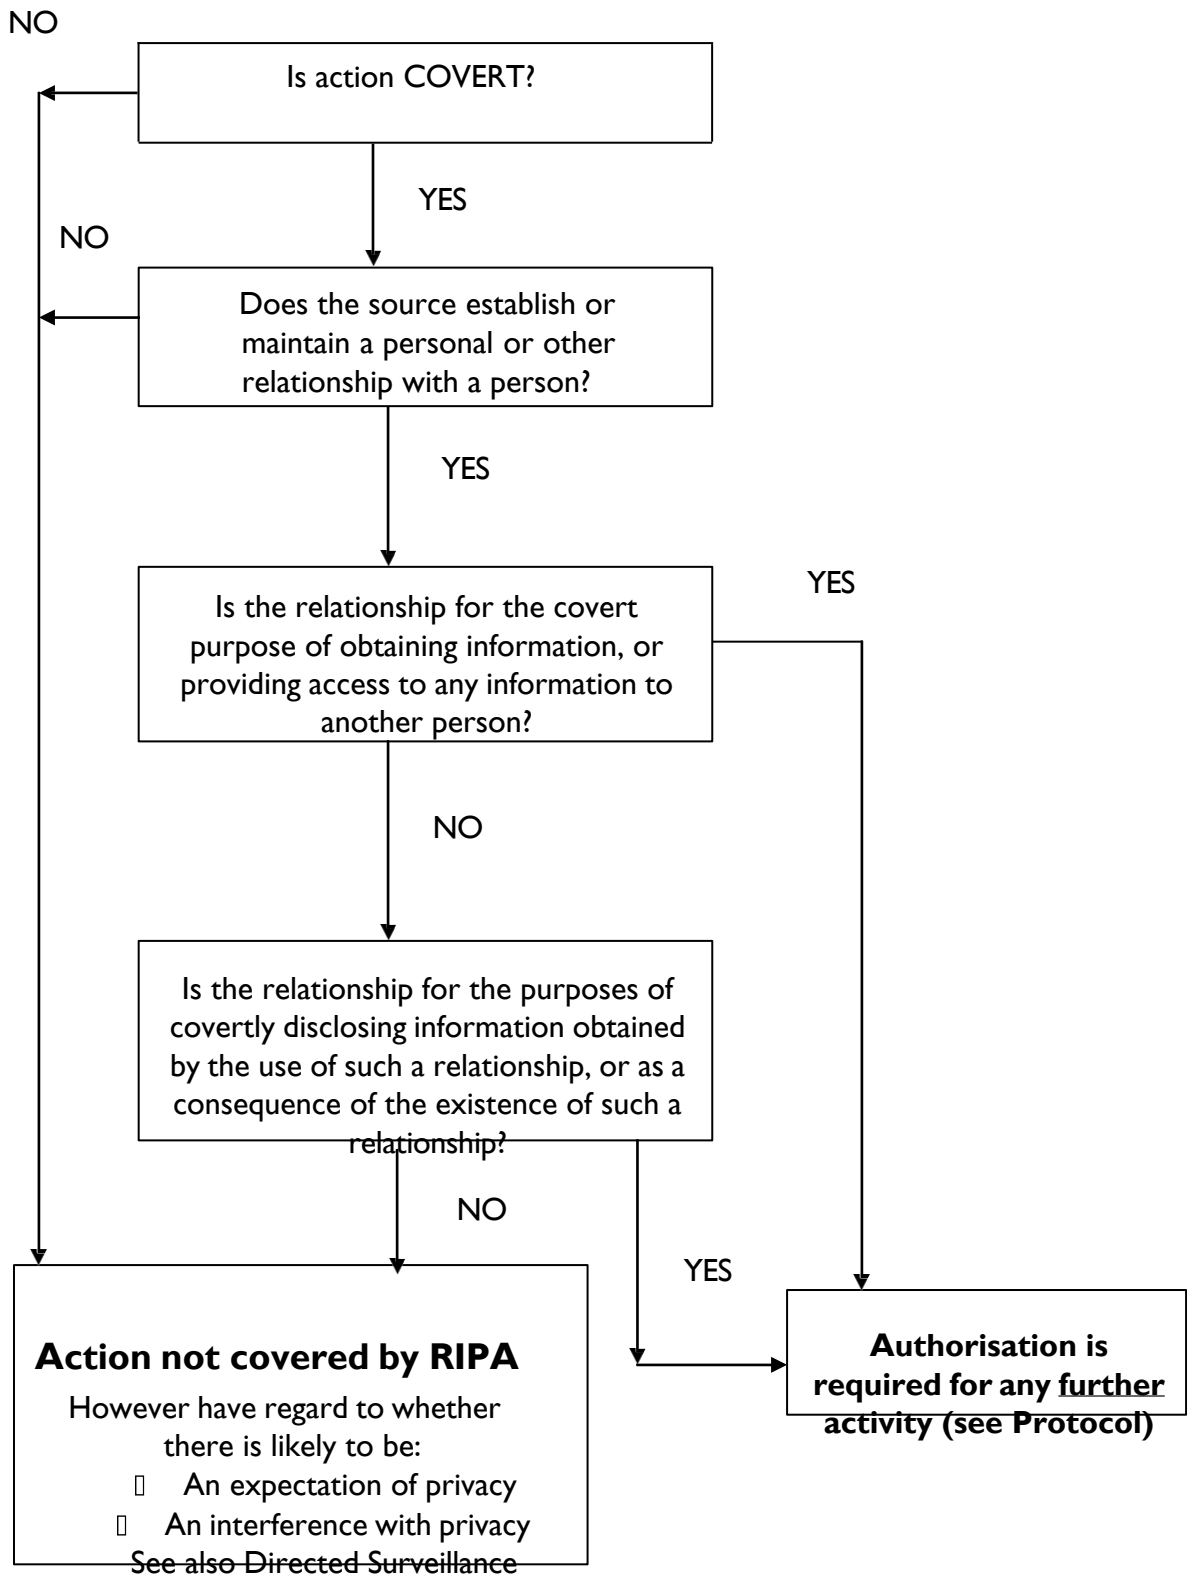 NO
Is action COVERT?
YES
NO
Does the source establish or
maintain a personal or other
relationship with a person?
YES
YES
Is the relationship for the covert
purpose of obtaining information, or
providing access to any information to
another person?
NO
Is the relationship for the purposes of
covertly disclosing information obtained
by the use of such a relationship, or as a
consequence of the existence of such a
relationship?
NO
YES
Action not covered by RIPA
However have regard to whether
there is likely to be:
▯ An expectation of privacy
▯ An interference with privacy
See also Directed Surveillance
Authorisation is
required for any further
activity (see Protocol)